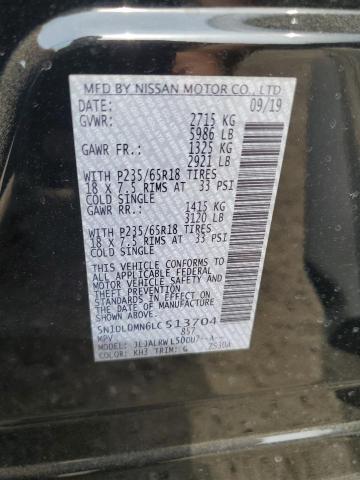 MFD BY NISSAN MOTOR CO., LTD.
DATE: 09/19
GVWR: 2715 KG
5986 LB
GAWR FR: 1325 KG
2921 LB
WITH P235/65R18 TIRES
18 X 7.5 RIMS AT 33 PSI
COLD SINGLE
GAWR RR: 1415 KG
3120 LB
WITH P235/65R18 TIRES
18 X 7.5 RIMS AT 33 PSI
COLD SINGLE
THIS VEHICLE CONFORMS TO
ALL APPLICABLE FEDERAL
MOTOR VEHICLE SAFETY
STANDARDS IN EFFECT ON
THE DATE OF MANUFACTURE
SHOWN ABOVE.
5N1DL0MN6LC513704
MPV 857
MODEL:
COLOR: KH3 TRIM: G